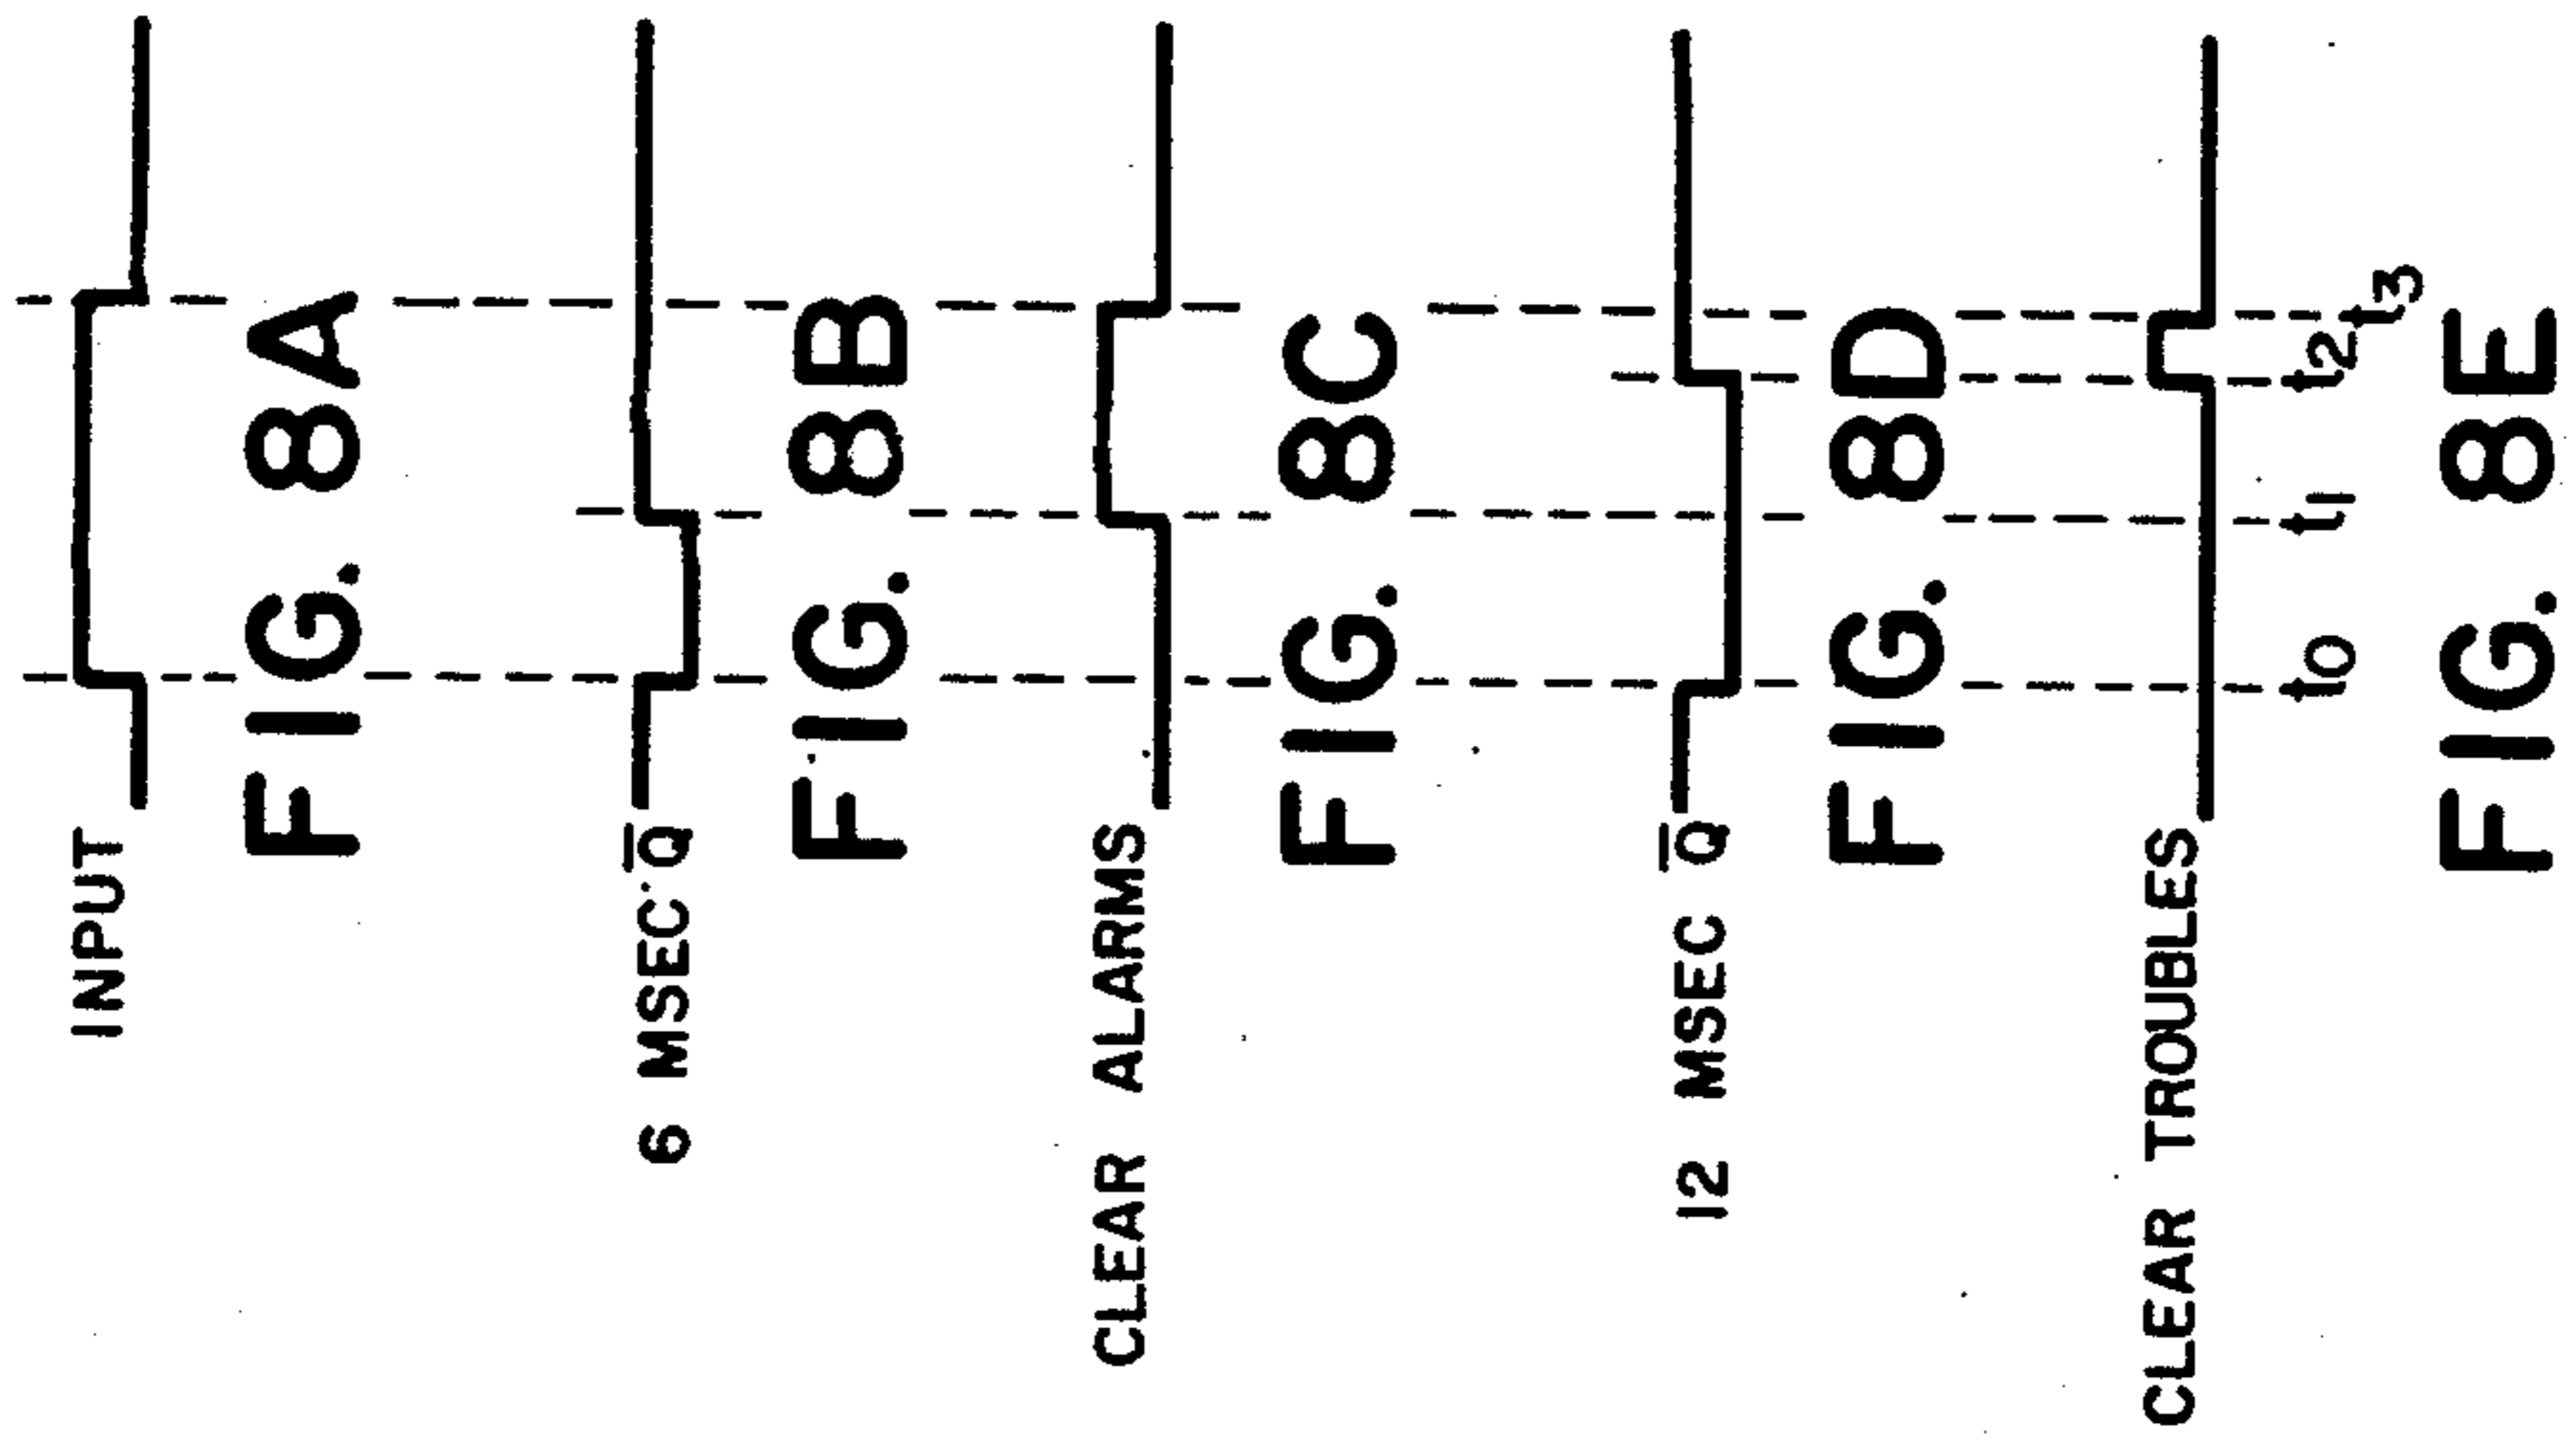 INPUT
FIG. 8A
6 MSEC Q̅
FIG. 8B
CLEAR ALARMS
FIG. 8C
12 MSEC Q̅
FIG. 8D
CLEAR TROUBLES
t0 t1 t2 t3
FIG. 8E